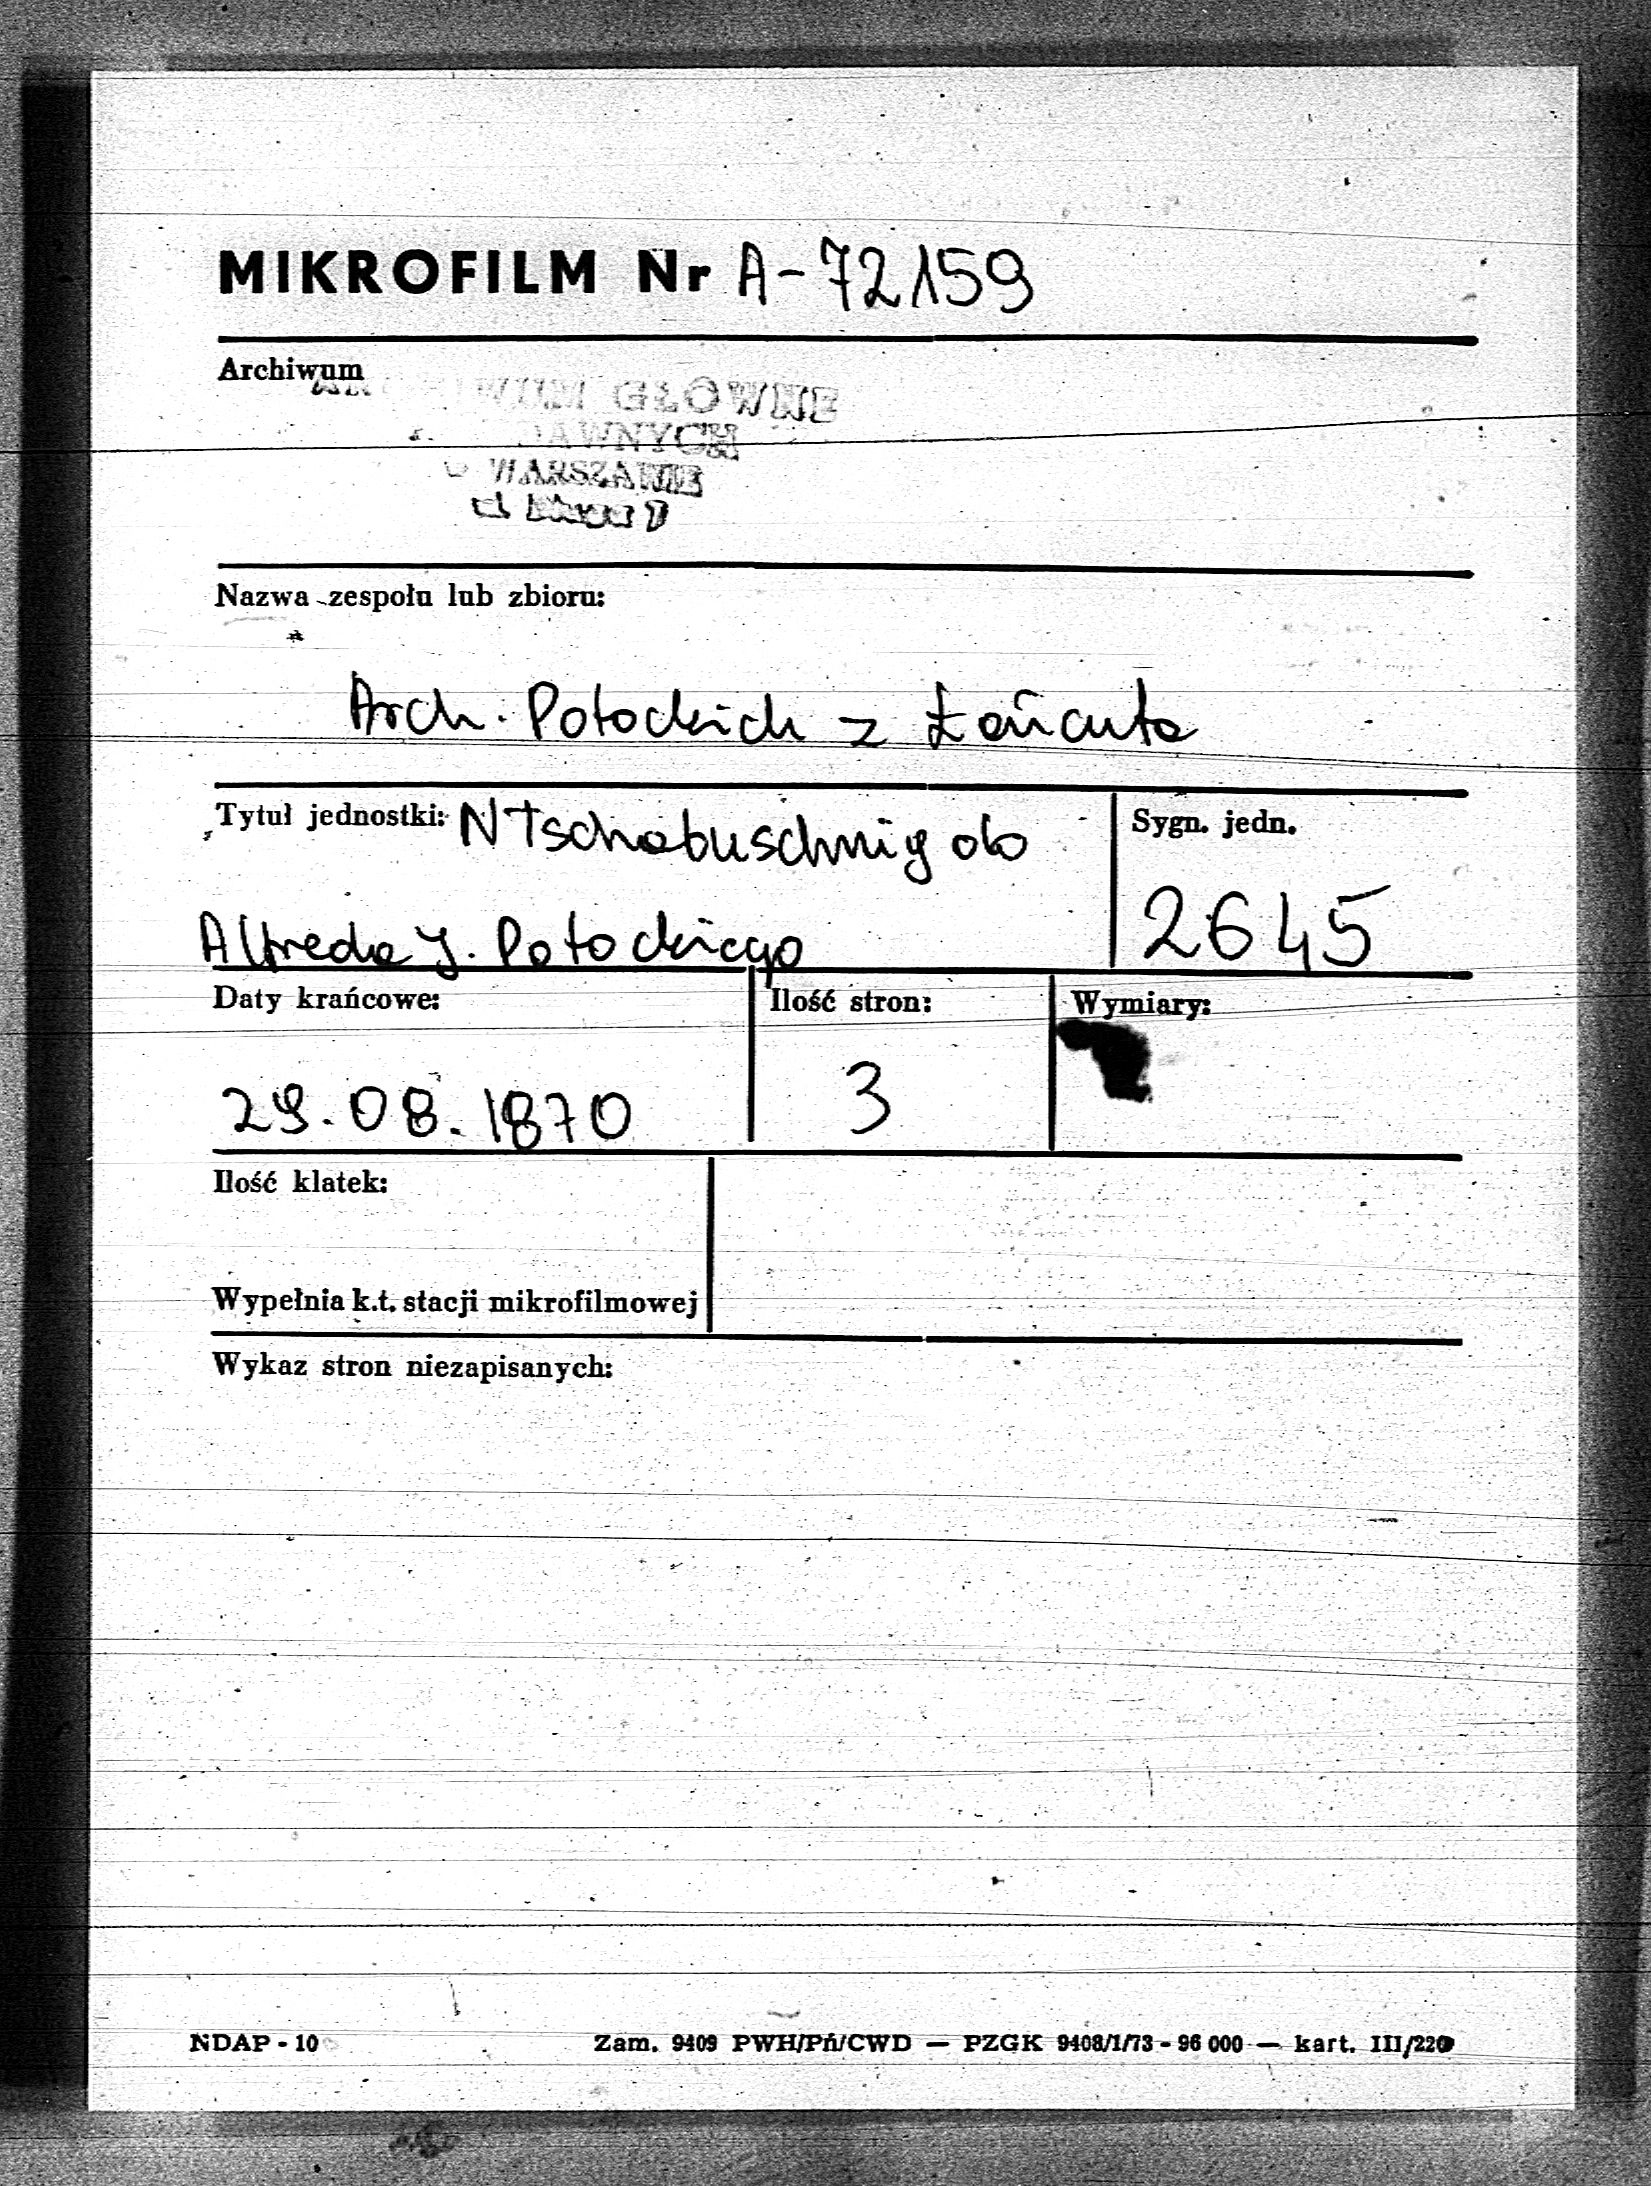 MIKROFILM Nr A-72159
Archiwum
GŁOWNE
DAWNYCH
WARSZAWIE
Nazwa zespołu lub zbioru:
Arch. Potockich z Łańcuta
Tytuł jednostki: N Tschabuschnig do
Sygn. jedn.
Alfreda J. Potockiego
2645
Daty krańcowe:
Ilość stron:
Wymiary:
29.08.1870
3
Ilość klatek:
Wypełnia k.t. stacji mikrofilmowej
Wykaz stron niezapisanych:
NDAP - 10
Zam. 9409 PWH/Pń/CWD — PZGK 9408/1/73 - 96 000 — kart. III/220